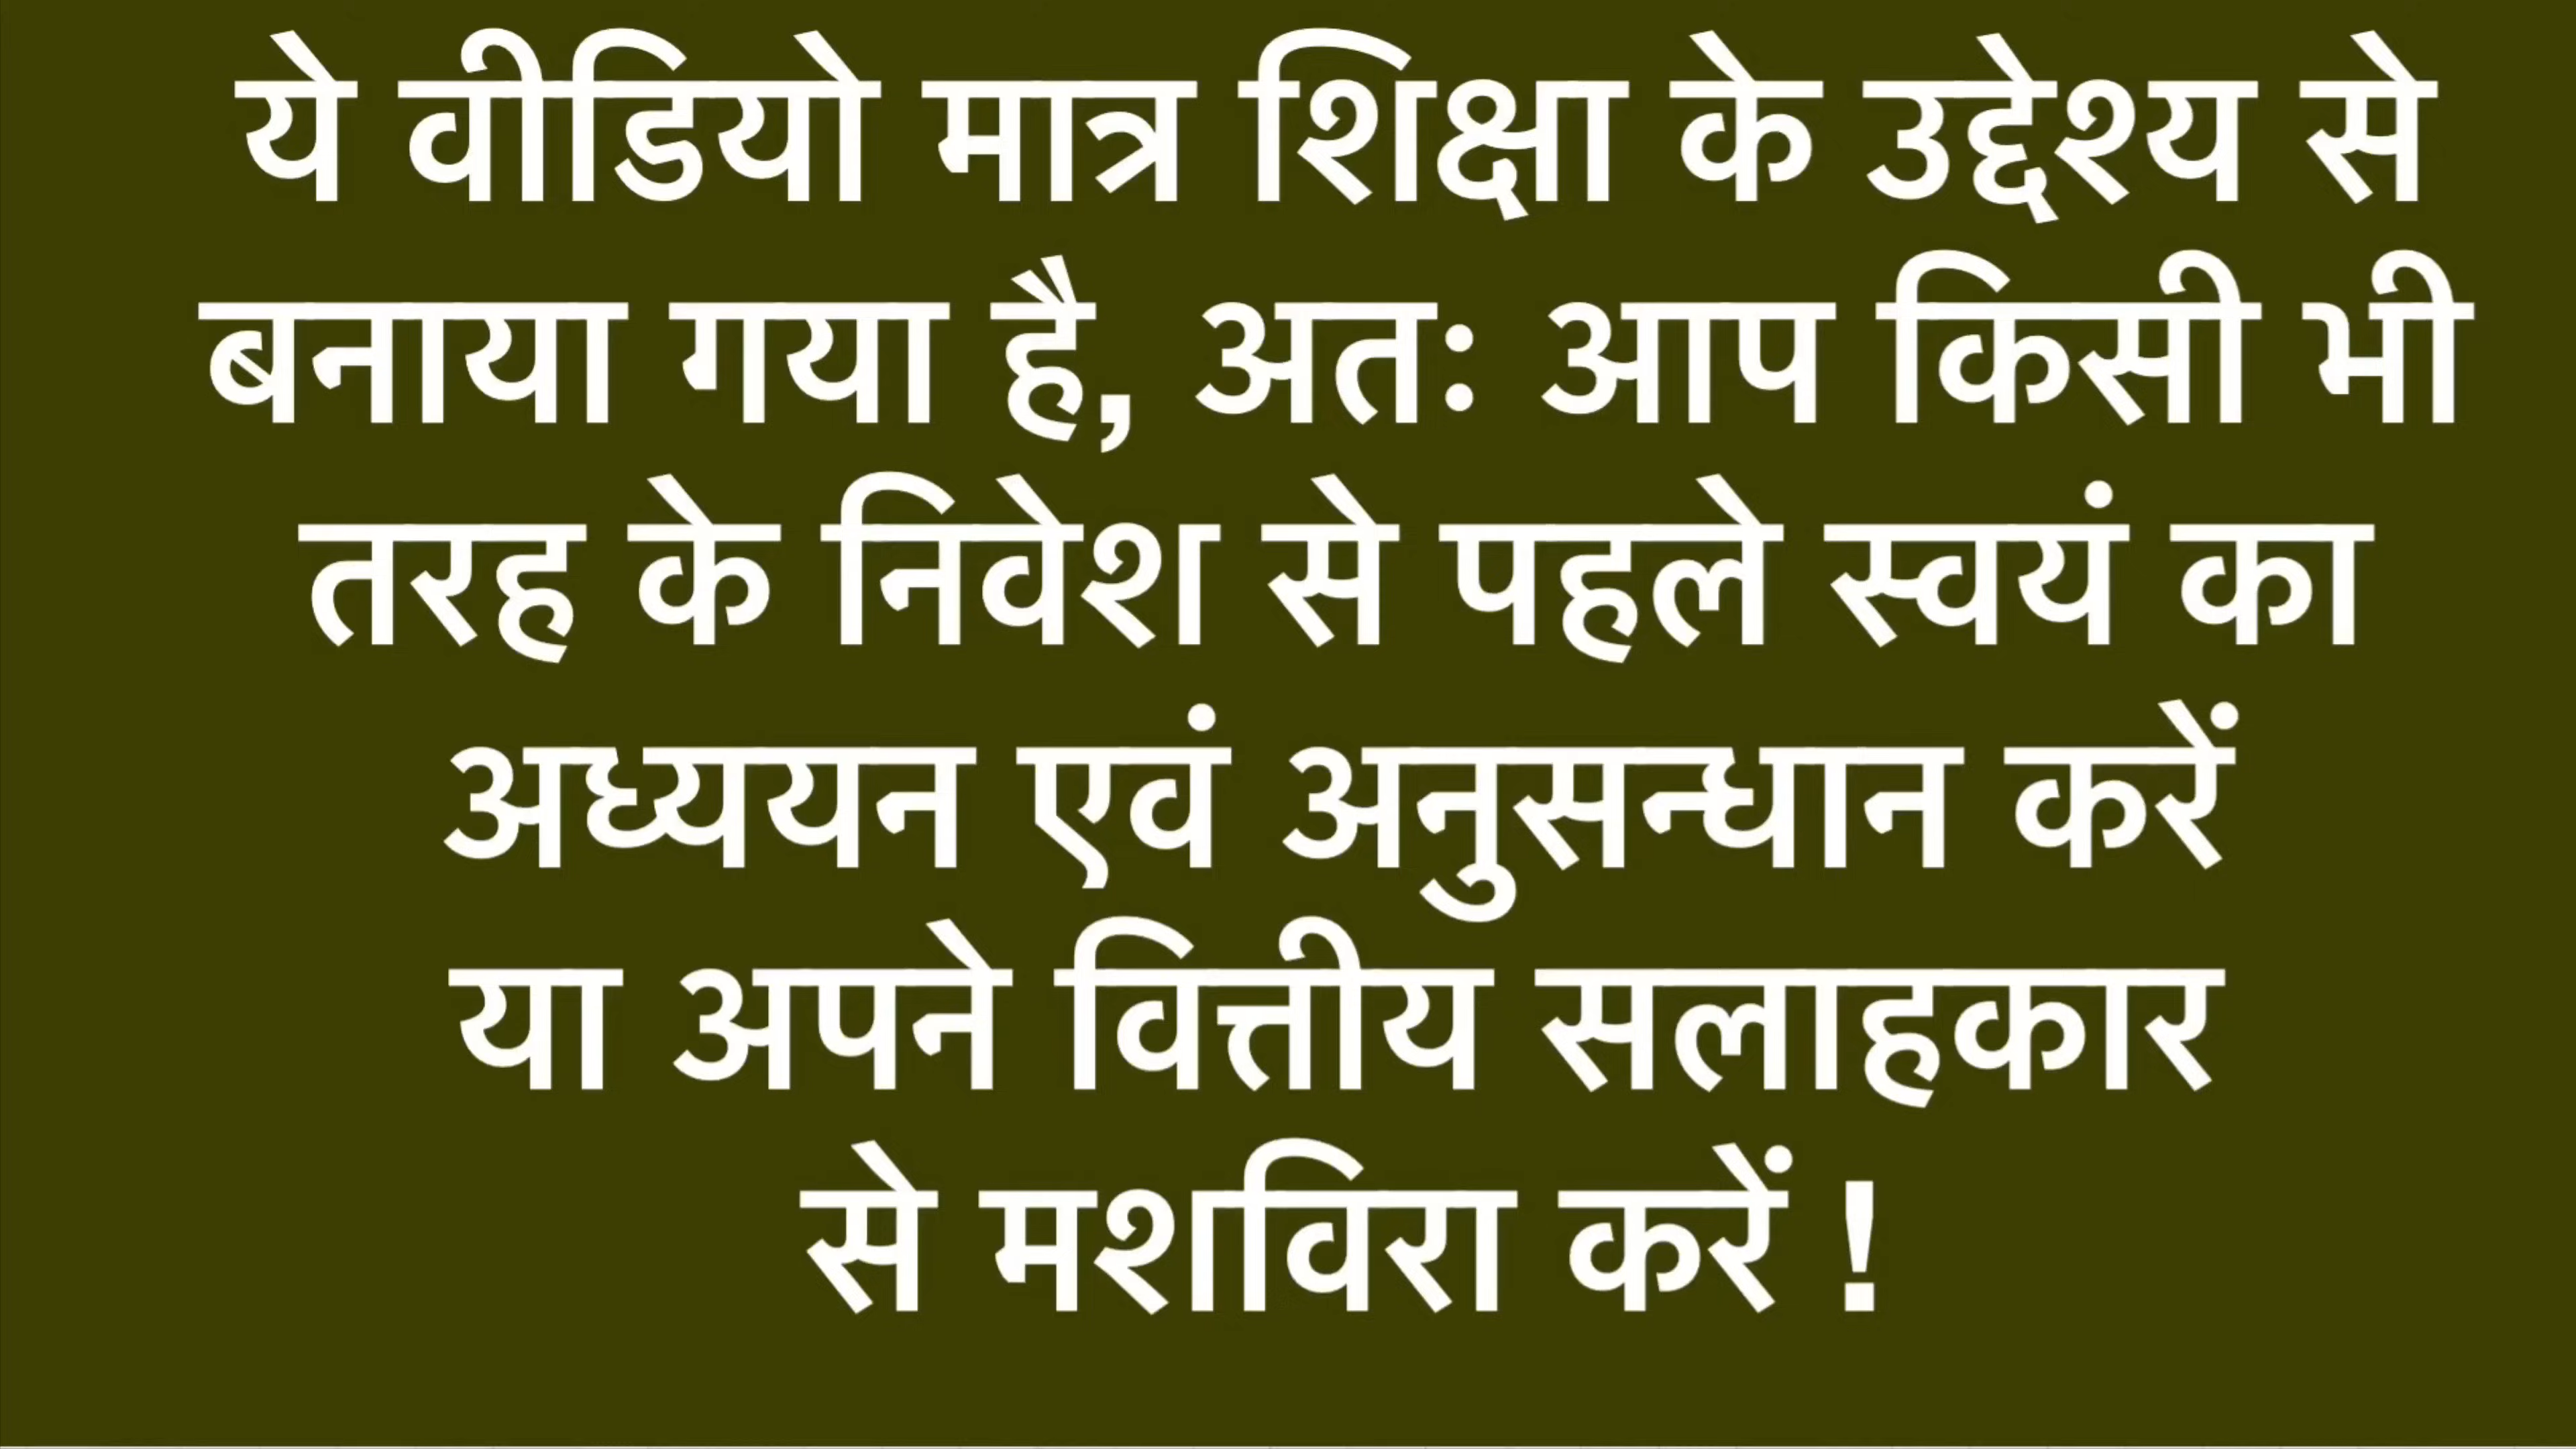 ये वीडियो मात्र शिक्षा के उद्देश्य से
बनाया गया है, अतः आप किसी भी
तरह के निवेश से पहले स्वयं का
अध्ययन एवं अनुसन्धान करें
या अपने वित्तीय सलाहकार
से मशविरा करें !